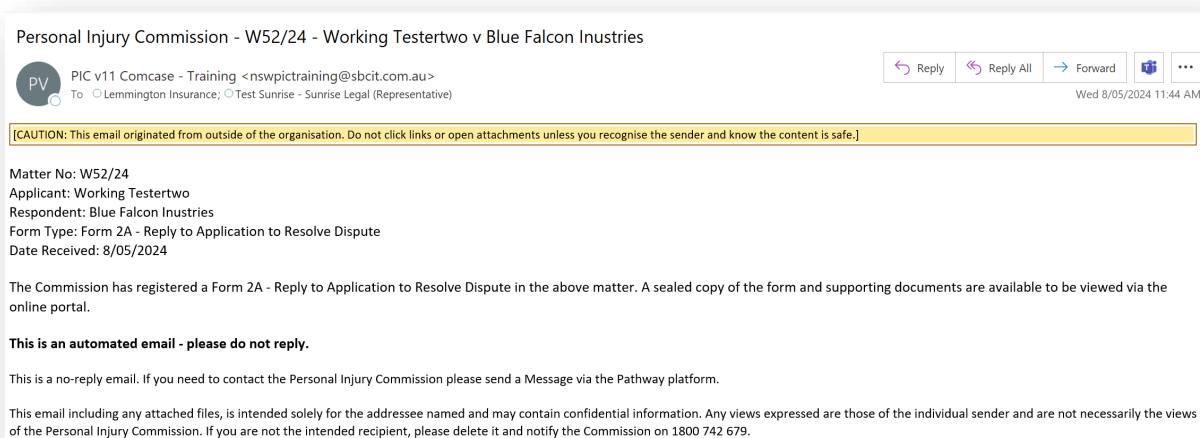 Personal Injury Commission - W52/24 - Working Testertwo v Blue Falcon Inustries
PV
PIC v11 Comcase - Training <nswpictraining@sbcit.com.au>
To Lemmington Insurance; Test Sunrise - Sunrise Legal (Representative)
Reply Reply All Forward
Wed 8/05/2024 11:44 AM
[CAUTION: This email originated from outside of the organisation. Do not click links or open attachments unless you recognise the sender and know the content is safe.]
Matter No: W52/24
Applicant: Working Testertwo
Respondent: Blue Falcon Inustries
Form Type: Form 2A - Reply to Application to Resolve Dispute
Date Received: 8/05/2024
The Commission has registered a Form 2A - Reply to Application to Resolve Dispute in the above matter. A sealed copy of the form and supporting documents are available to be viewed via the
online portal.
This is an automated email - please do not reply.
This is a no-reply email. If you need to contact the Personal Injury Commission please send a Message via the Pathway platform.
This email including any attached files, is intended solely for the addressee named and may contain confidential information. Any views expressed are those of the individual sender and are not necessarily the views
of the Personal Injury Commission. If you are not the intended recipient, please delete it and notify the Commission on 1800 742 679.